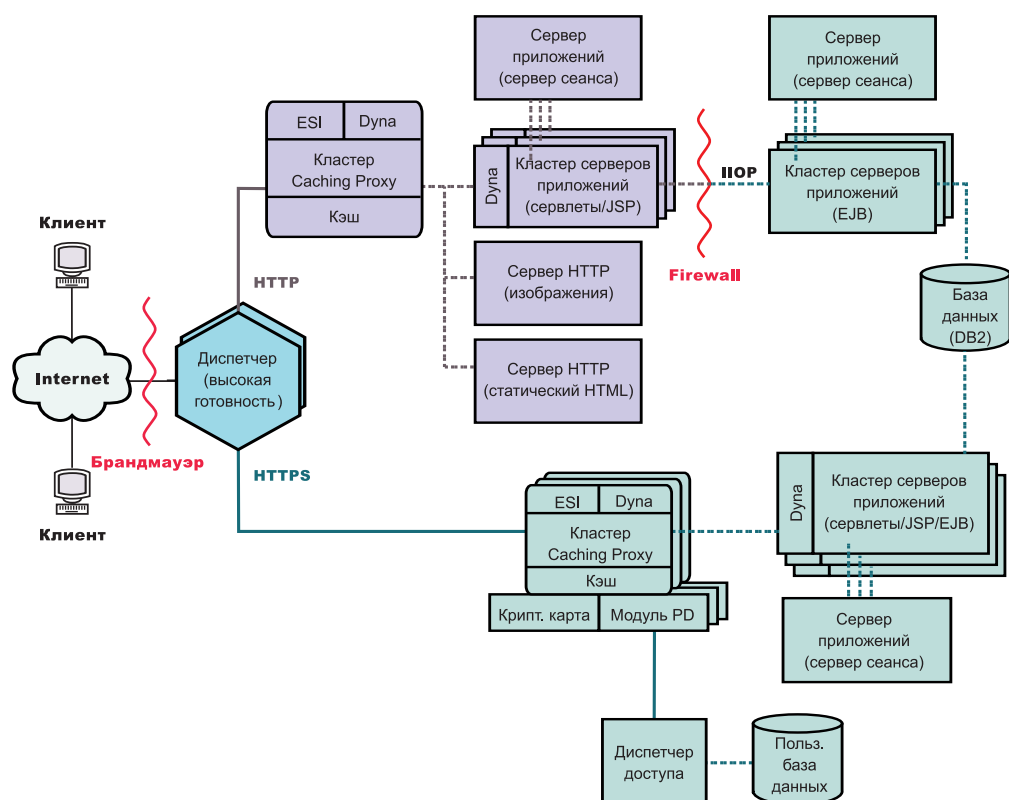 Сервер
приложений
(сервер сеанса)
Сервер
приложений
(сервер сеанса)
ESI
Dyna
Кластер
Caching Proxy
Кэш
Dyna
Кластер серверов
приложений
(сервлеты/JSP)
IIOP
Кластер серверов
приложений
(EJB)
Клиент
HTTP
Сервер HTTP
(изображения)
Firewall
База
данных
(DB2)
Internet
Диспетчер
(высокая
готовность)
Сервер HTTP
(статический HTML)
Брандмауэр
HTTPS
Клиент
ESI
Dyna
Кластер
Caching Proxy
Кэш
Крипт. карта
Модуль PD
Dyna
Кластер серверов
приложений
(сервлеты/JSP/EJB)
Сервер
приложений
(сервер сеанса)
Диспетчер
доступа
Польз.
база
данных